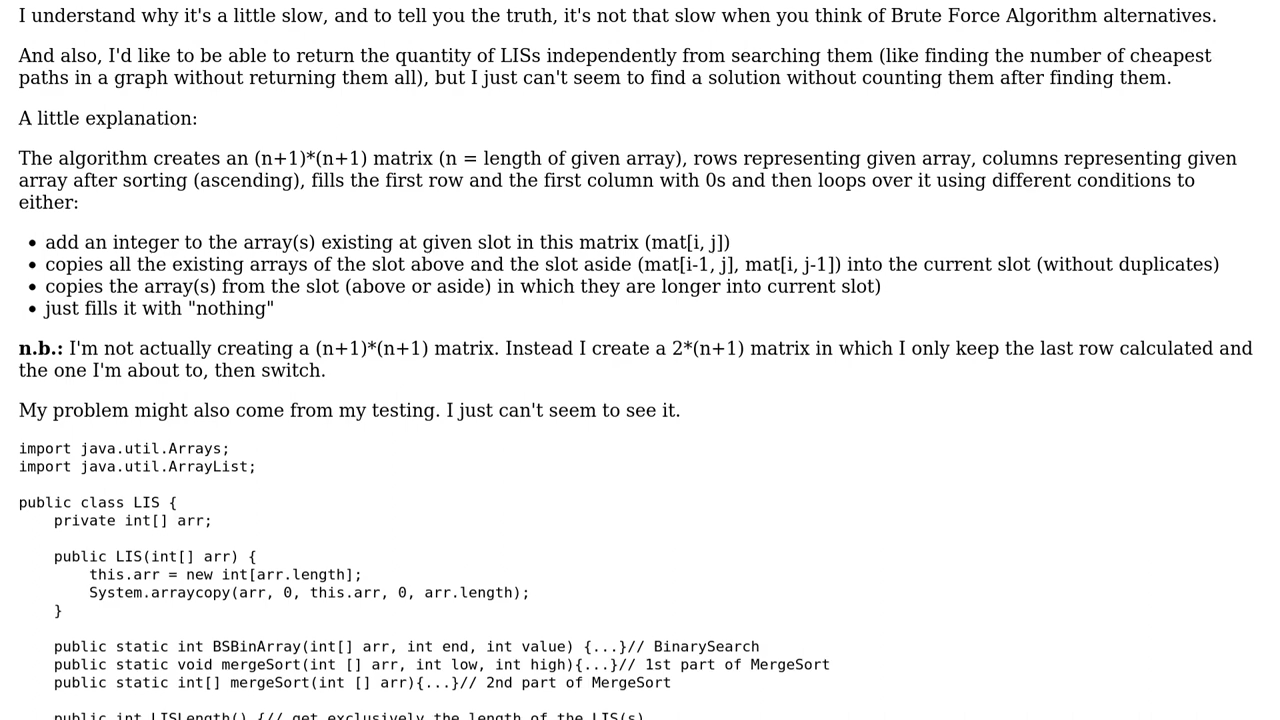 I understand why it's a little slow, and to tell you the truth, it's not that slow when you think of Brute Force Algorithm alternatives.
And also, I'd like to be able to return the quantity of LISs independently from searching them (like finding the number of cheapest
paths in a graph without returning them all), but I just can't seem to find a solution without counting them after finding them.
A little explanation:
The algorithm creates an (n+1)*(n+1) matrix (n = length of given array), rows representing given array, columns representing given
array after sorting (ascending), fills the first row and the first column with 0s and then loops over it using different conditions to
either:
• add an integer to the array(s) existing at given slot in this matrix (mat[i, j])
• copies all the existing arrays of the slot above and the slot aside (mat[i-1, j], mat[i, j-1]) into the current slot (without duplicates)
• copies the array(s) from the slot (above or aside) in which they are longer into current slot)
• just fills it with "nothing"
n.b.: I'm not actually creating a (n+1)*(n+1) matrix. Instead I create a 2*(n+1) matrix in which I only keep the last row calculated and
the one I'm about to, then switch.
My problem might also come from my testing. I just can't seem to see it.
import java.util.Arrays;
import java.util.ArrayList;
public class LIS {
    private int[] arr;
    public LIS(int[] arr) {
        this.arr = new int[arr.length];
        System.arraycopy(arr, 0, this.arr, 0, arr.length);
    }
    public static int BSBinArray(int[] arr, int end, int value) {...}// BinarySearch
    public static void mergeSort(int [] arr, int low, int high){...}// 1st part of MergeSort
    public static int[] mergeSort(int [] arr){...}// 2nd part of MergeSort
    public int LISLength() {// get exclusively the length of the LIS(s)